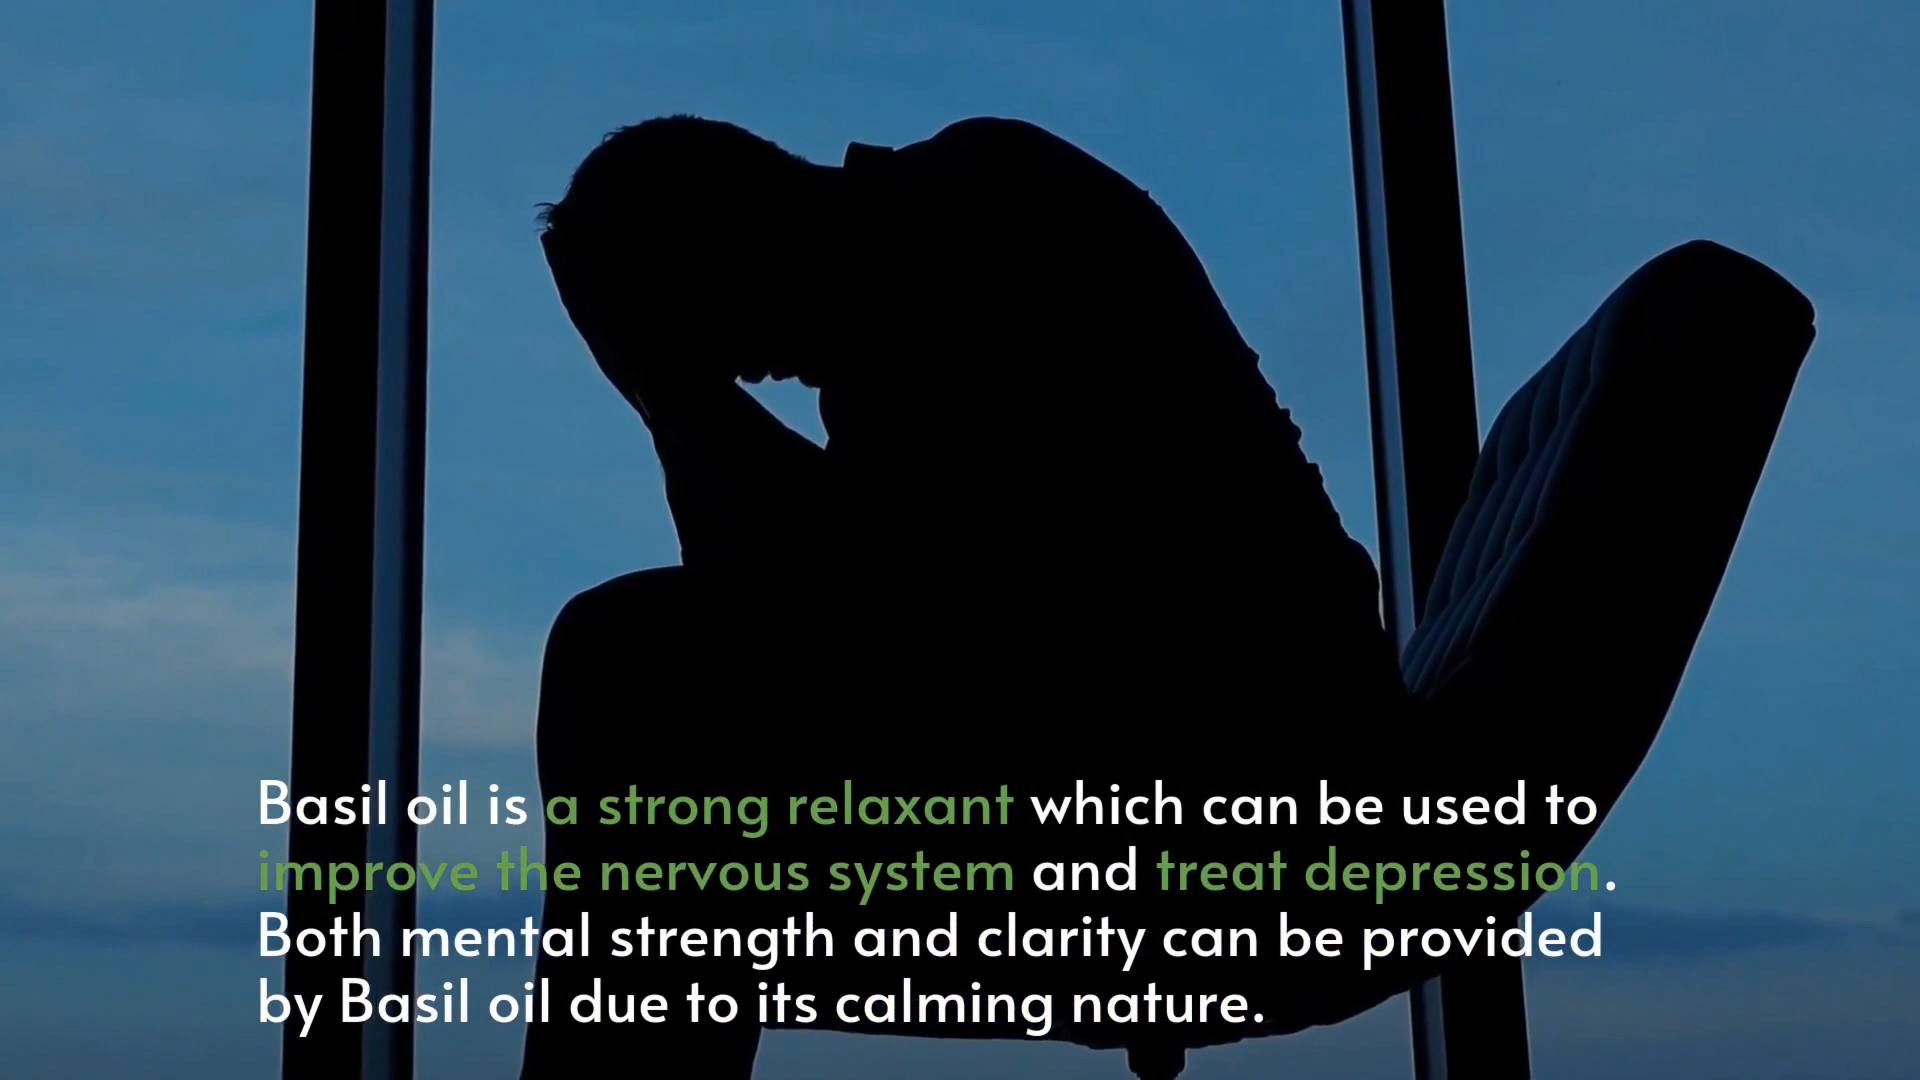 Basil oil is a strong relaxant which can be used to
improve the nervous system and treat depression.
Both mental strength and clarity can be provided
by Basil oil due to its calming nature.